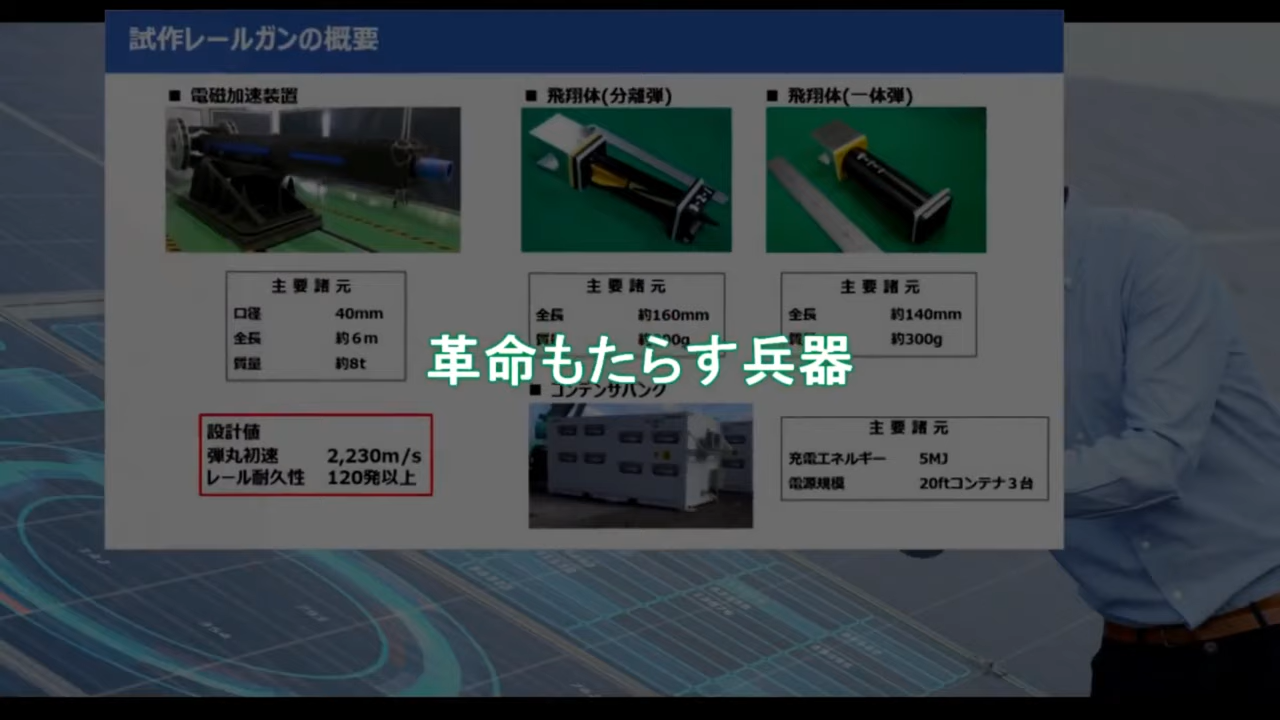 試作レールガンの概要
■ 電磁加速装置
■ 飛翔体(分離弾)
■ 飛翔体(一体弾)
主要諸元
口径 40mm
全長 約6m
質量 約8t
主要諸元
全長 約160mm
主要諸元
全長 約140mm
約300g
革命もたらす兵器
設計値
弾丸初速 2,230m/s
レール耐久性 120発以上
■ コンデンサバンク
主要諸元
充電エネルギー 5MJ
電源規模 20ftコンテナ3台